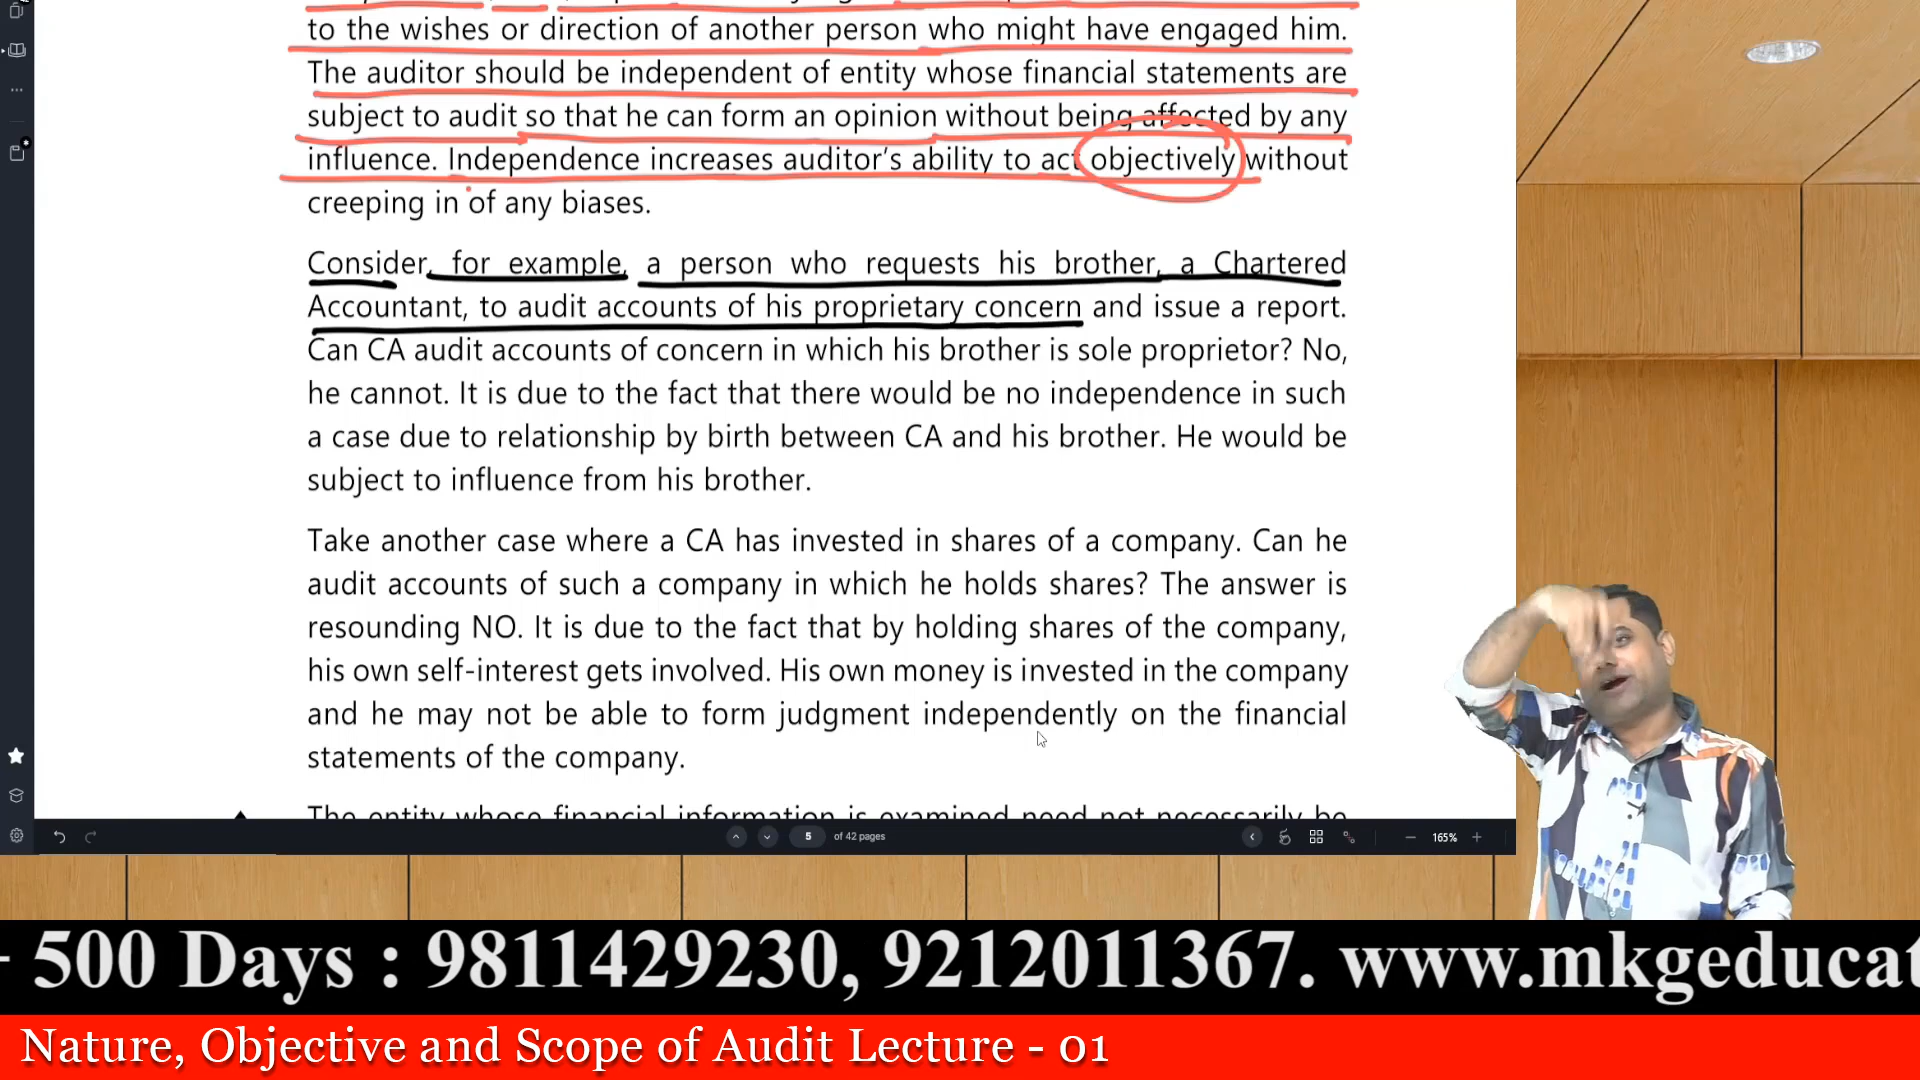 to the wishes or direction of another person who might have engaged him.
The auditor should be independent of entity whose financial statements are
subject to audit so that he can form an opinion without being affected by any
influence. Independence increases auditor’s ability to act objectively without
creeping in of any biases.
Consider, for example, a person who requests his brother, a Chartered
Accountant, to audit accounts of his proprietary concern and issue a report.
Can CA audit accounts of concern in which his brother is sole proprietor? No,
he cannot. It is due to the fact that there would be no independence in such
a case due to relationship by birth between CA and his brother. He would be
subject to influence from his brother.
Take another case where a CA has invested in shares of a company. Can he
audit accounts of such a company in which he holds shares? The answer is
resounding NO. It is due to the fact that by holding shares of the company,
his own self-interest gets involved. His own money is invested in the company
and he may not be able to form judgment independently on the financial
statements of the company.
The entity whose financial information is examined need not necessarily be
5 of 42 pages
165%
500 Days : 9811429230, 9212011367. www.mkgeducat
Nature, Objective and Scope of Audit Lecture - 01